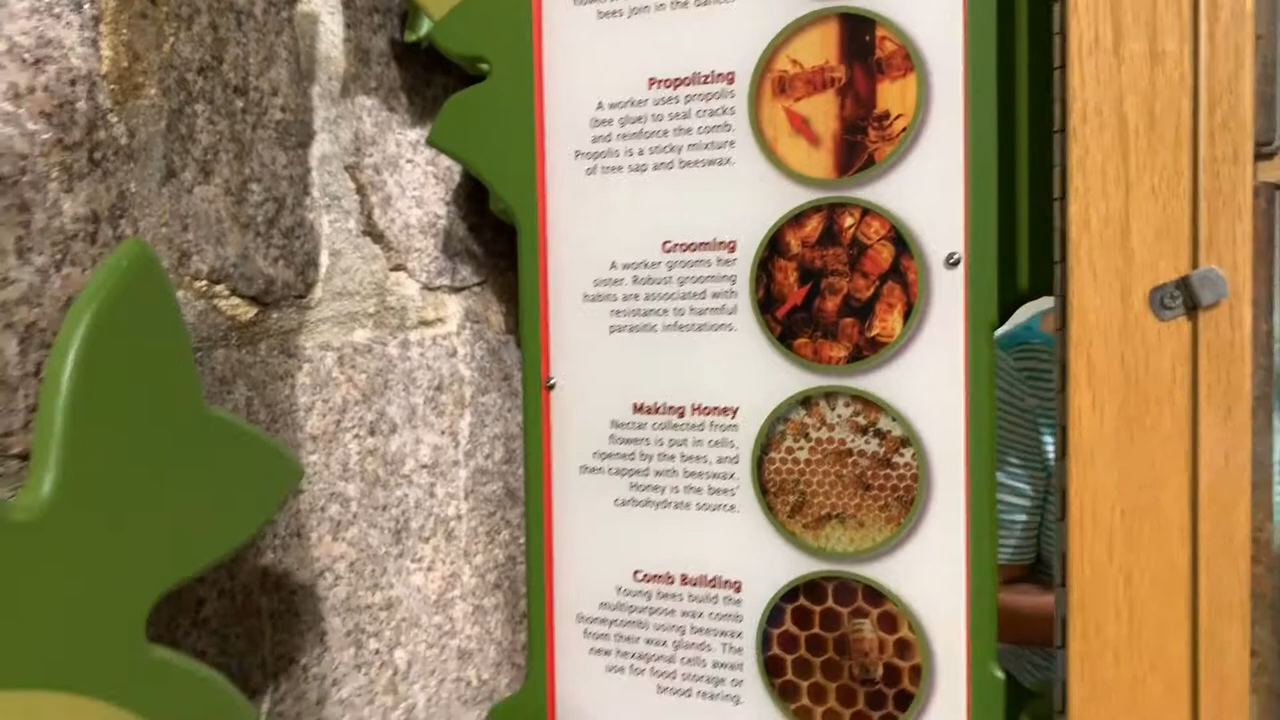 bees join in the dance.
Propolizing
A worker uses propolis
(bee glue) to seal cracks
and reinforce the comb.
Propolis is a sticky mixture
of tree sap and beeswax.
Grooming
A worker grooms her
sister. Robust grooming
habits are associated with
resistance to harmful
parasitic infestations.
Making Honey
Nectar collected from
flowers is put in cells,
ripened by the bees, and
then capped with beeswax.
Honey is the bees'
carbohydrate source.
Comb Building
Young bees build the
multipurpose wax comb
(honeycomb) using beeswax
from their wax glands. The
new hexagonal cells await
use for food storage or
brood rearing.